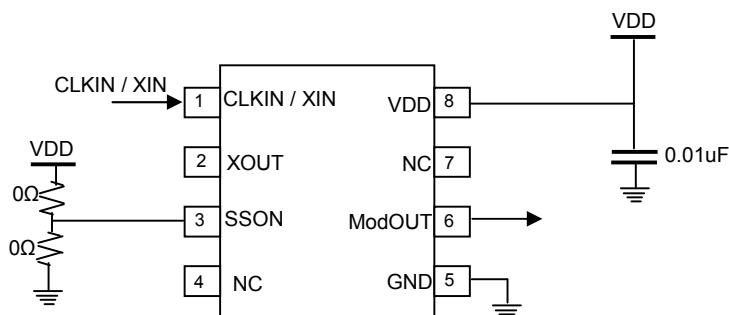 VDD
CLKIN / XIN
1 CLKIN / XIN
VDD 8
VDD
2 XOUT
NC 7
0.01uF
0Ω
3 SSON
ModOUT 6
0Ω
4 NC
GND 5